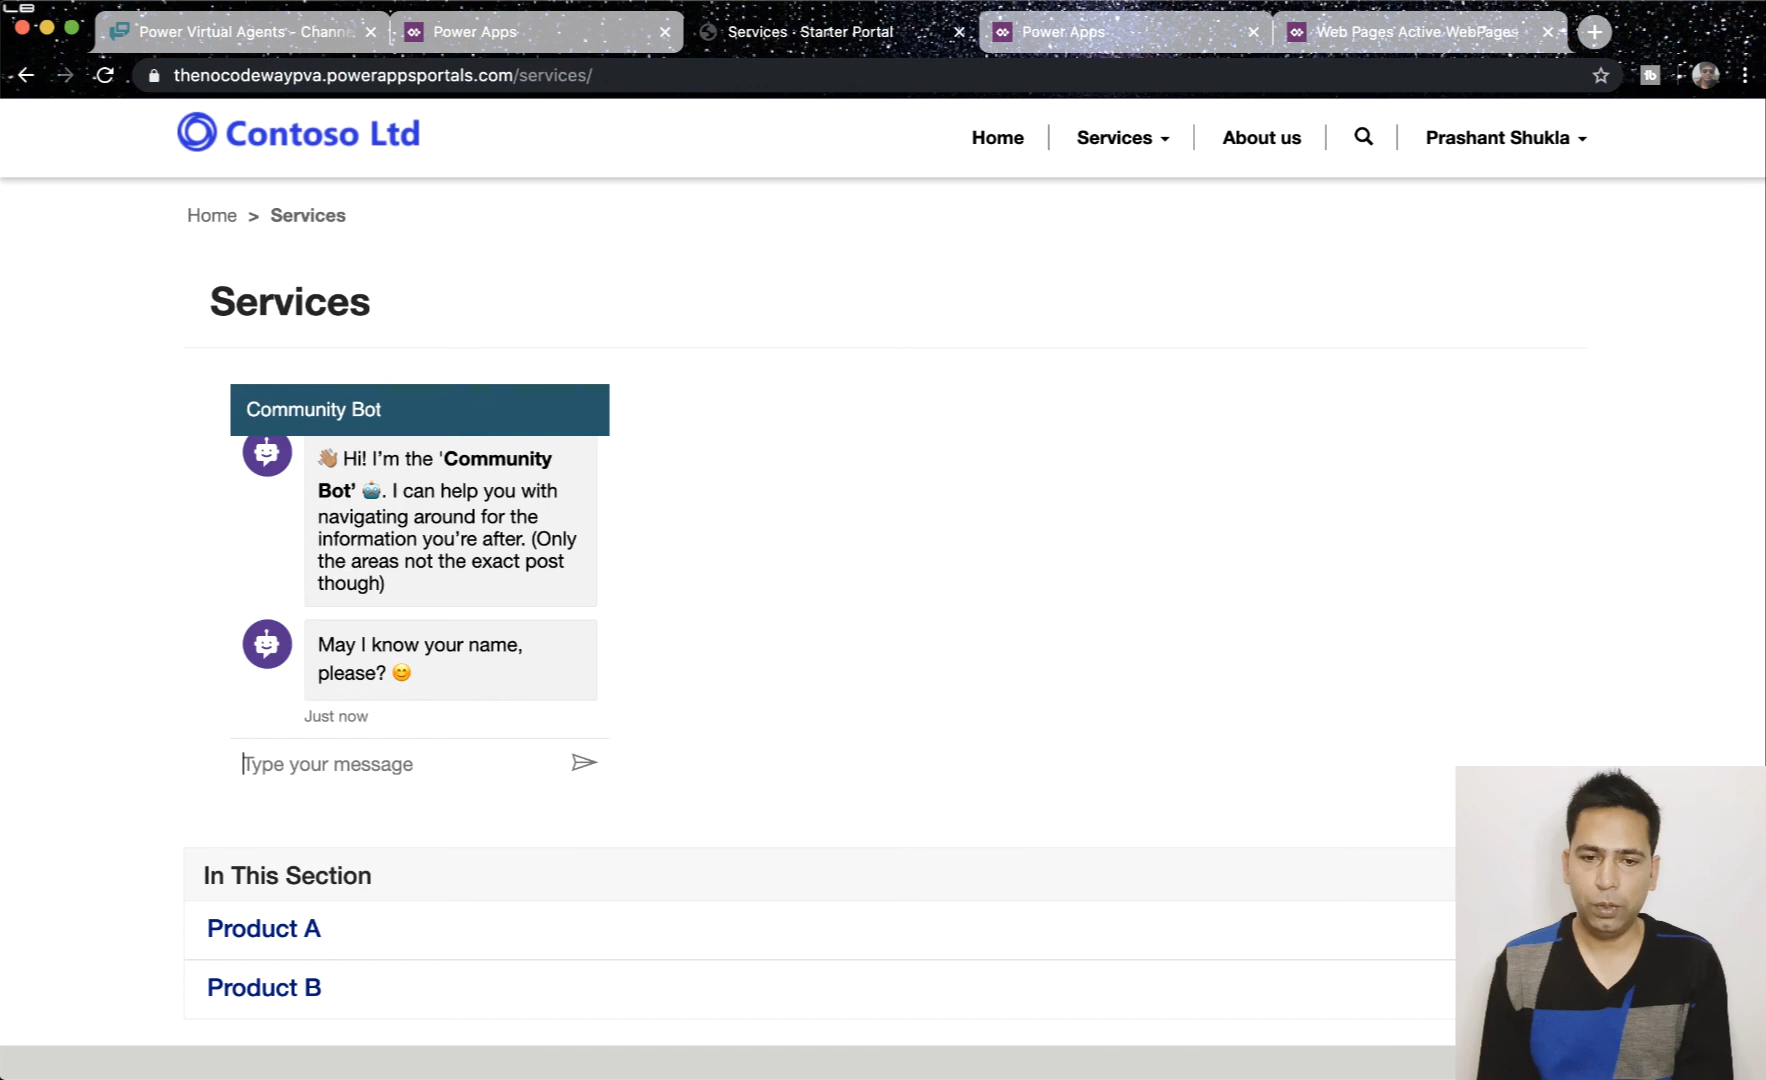 Power Virtual Agents - Chann
Power Apps
Services · Starter Portal
Power Apps
Web Pages Active WebPages
thenocodewaypva.powerappsportals.com/services/
Contoso Ltd
Home
Services
About us
Prashant Shukla
Home > Services
Services
Community Bot
👋🏽 Hi! I’m the 'Community
Bot’ 🤖. I can help you with
navigating around for the
information you’re after. (Only
the areas not the exact post
though)
May I know your name,
please? 😊
Just now
Type your message
In This Section
Product A
Product B